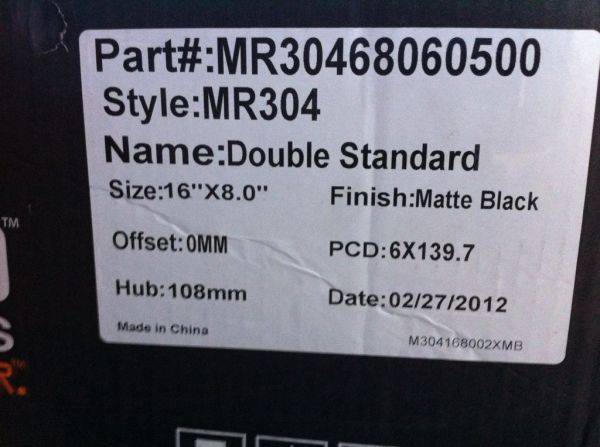 Part#:MR30468060500
Style:MR304
Name:Double Standard
Size:16"X8.0" Finish:Matte Black
Offset:0MM PCD:6X139.7
Hub:108mm Date:02/27/2012
Made in China M304168002XMB
TM
S
R.